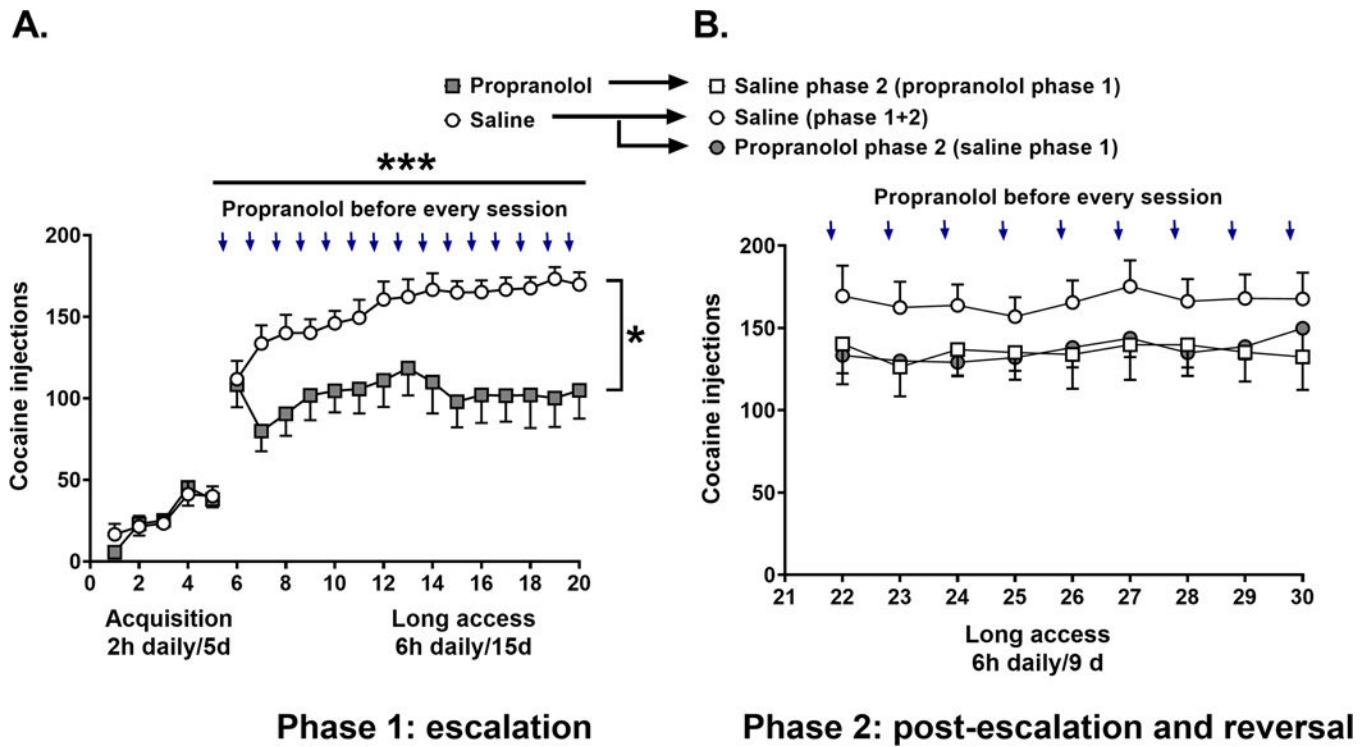 A.
B.
Propranolol
Saline
Saline phase 2 (propranolol phase 1)
Saline (phase 1+2)
Propranolol phase 2 (saline phase 1)
***
Propranolol before every session
200
150
100
50
0
Cocaine injections
*
0 2 4 6 8 10 12 14 16 18 20
Acquisition
2h daily/5d
Long access
6h daily/15d
Phase 1: escalation
Propranolol before every session
200
150
100
50
0
Cocaine injections
21 22 23 24 25 26 27 28 29 30
Long access
6h daily/9 d
Phase 2: post-escalation and reversal